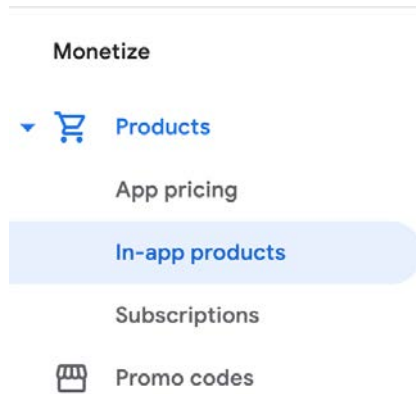 Monetize
Products
App pricing
In-app products
Subscriptions
Promo codes